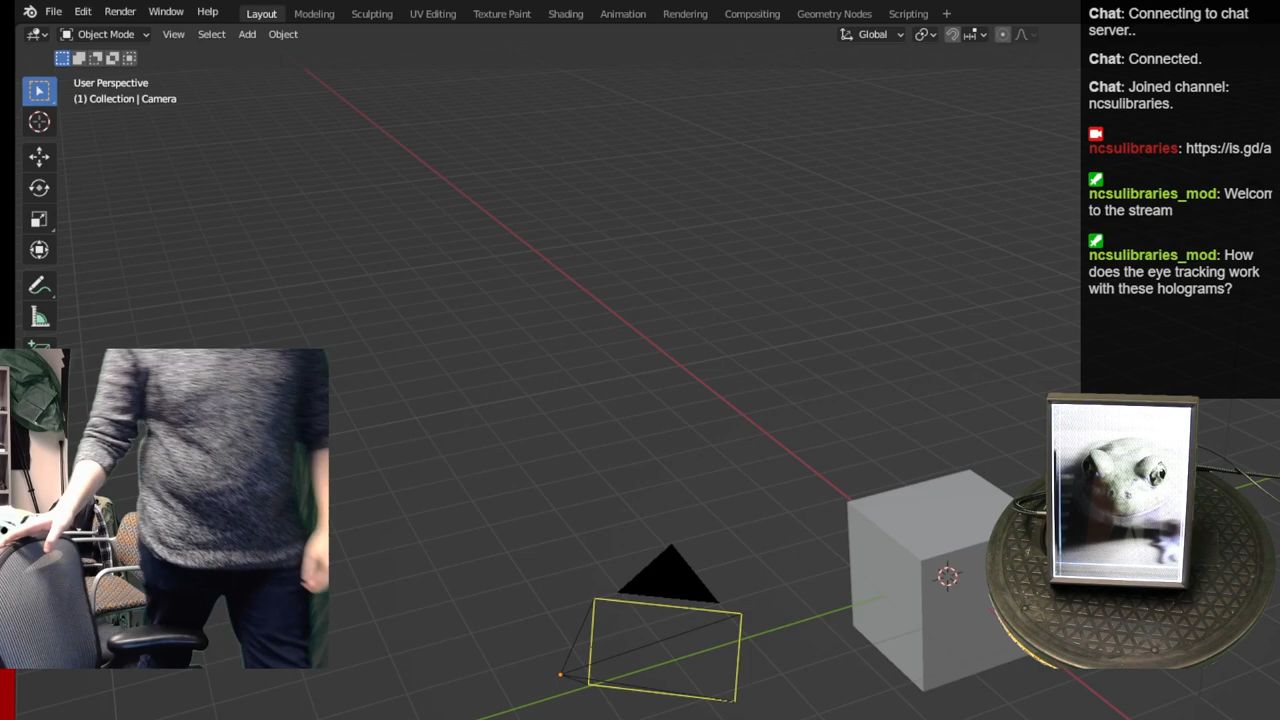 File Edit Render Window Help Layout Modeling Sculpting UV Editing Texture Paint Shading Animation Rendering Compositing Geometry Nodes Scripting +
Object Mode View Select Add Object Global
User Perspective
(1) Collection | Camera
Chat: Connecting to chat
server..
Chat: Connected.
Chat: Joined channel:
ncsulibraries.
ncsulibraries: https://is.gd/a
ncsulibraries_mod: Welcom
to the stream
ncsulibraries_mod: How
does the eye tracking work
with these holograms?